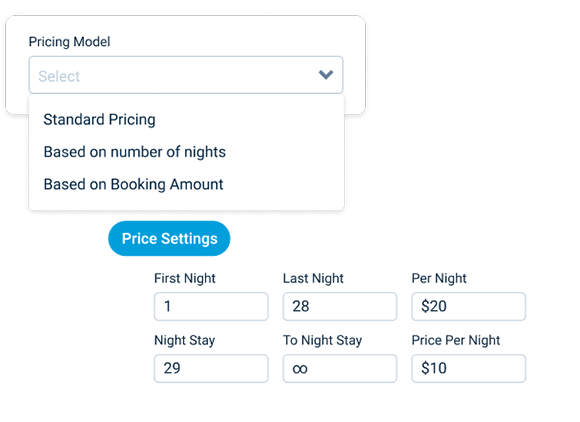 Pricing Model
Select
Standard Pricing
Based on number of nights
Based on Booking Amount
Price Settings
First Night Last Night Per Night
1 28 $20
Night Stay To Night Stay Price Per Night
29 ∞ $10